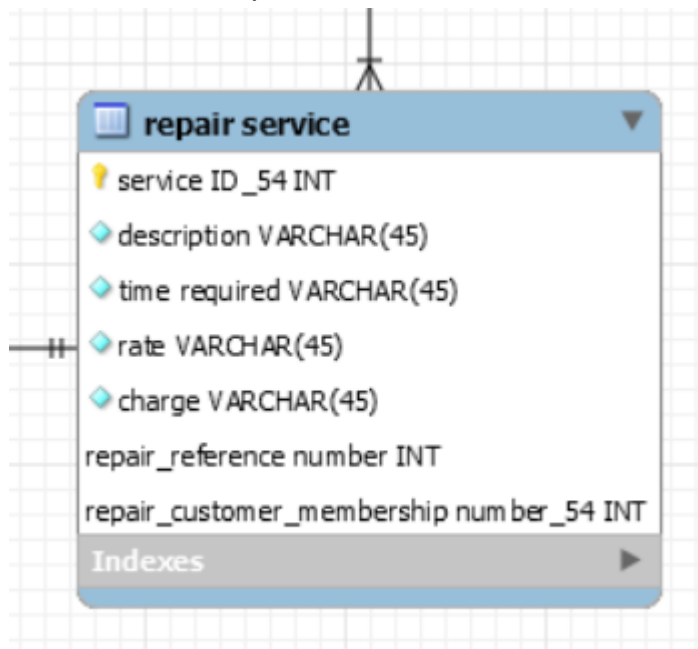 repair service
service ID_54 INT
description VARCHAR(45)
time required VARCHAR(45)
rate VARCHAR(45)
charge VARCHAR(45)
repair_reference number INT
repair_customer_membership number_54 INT
Indexes